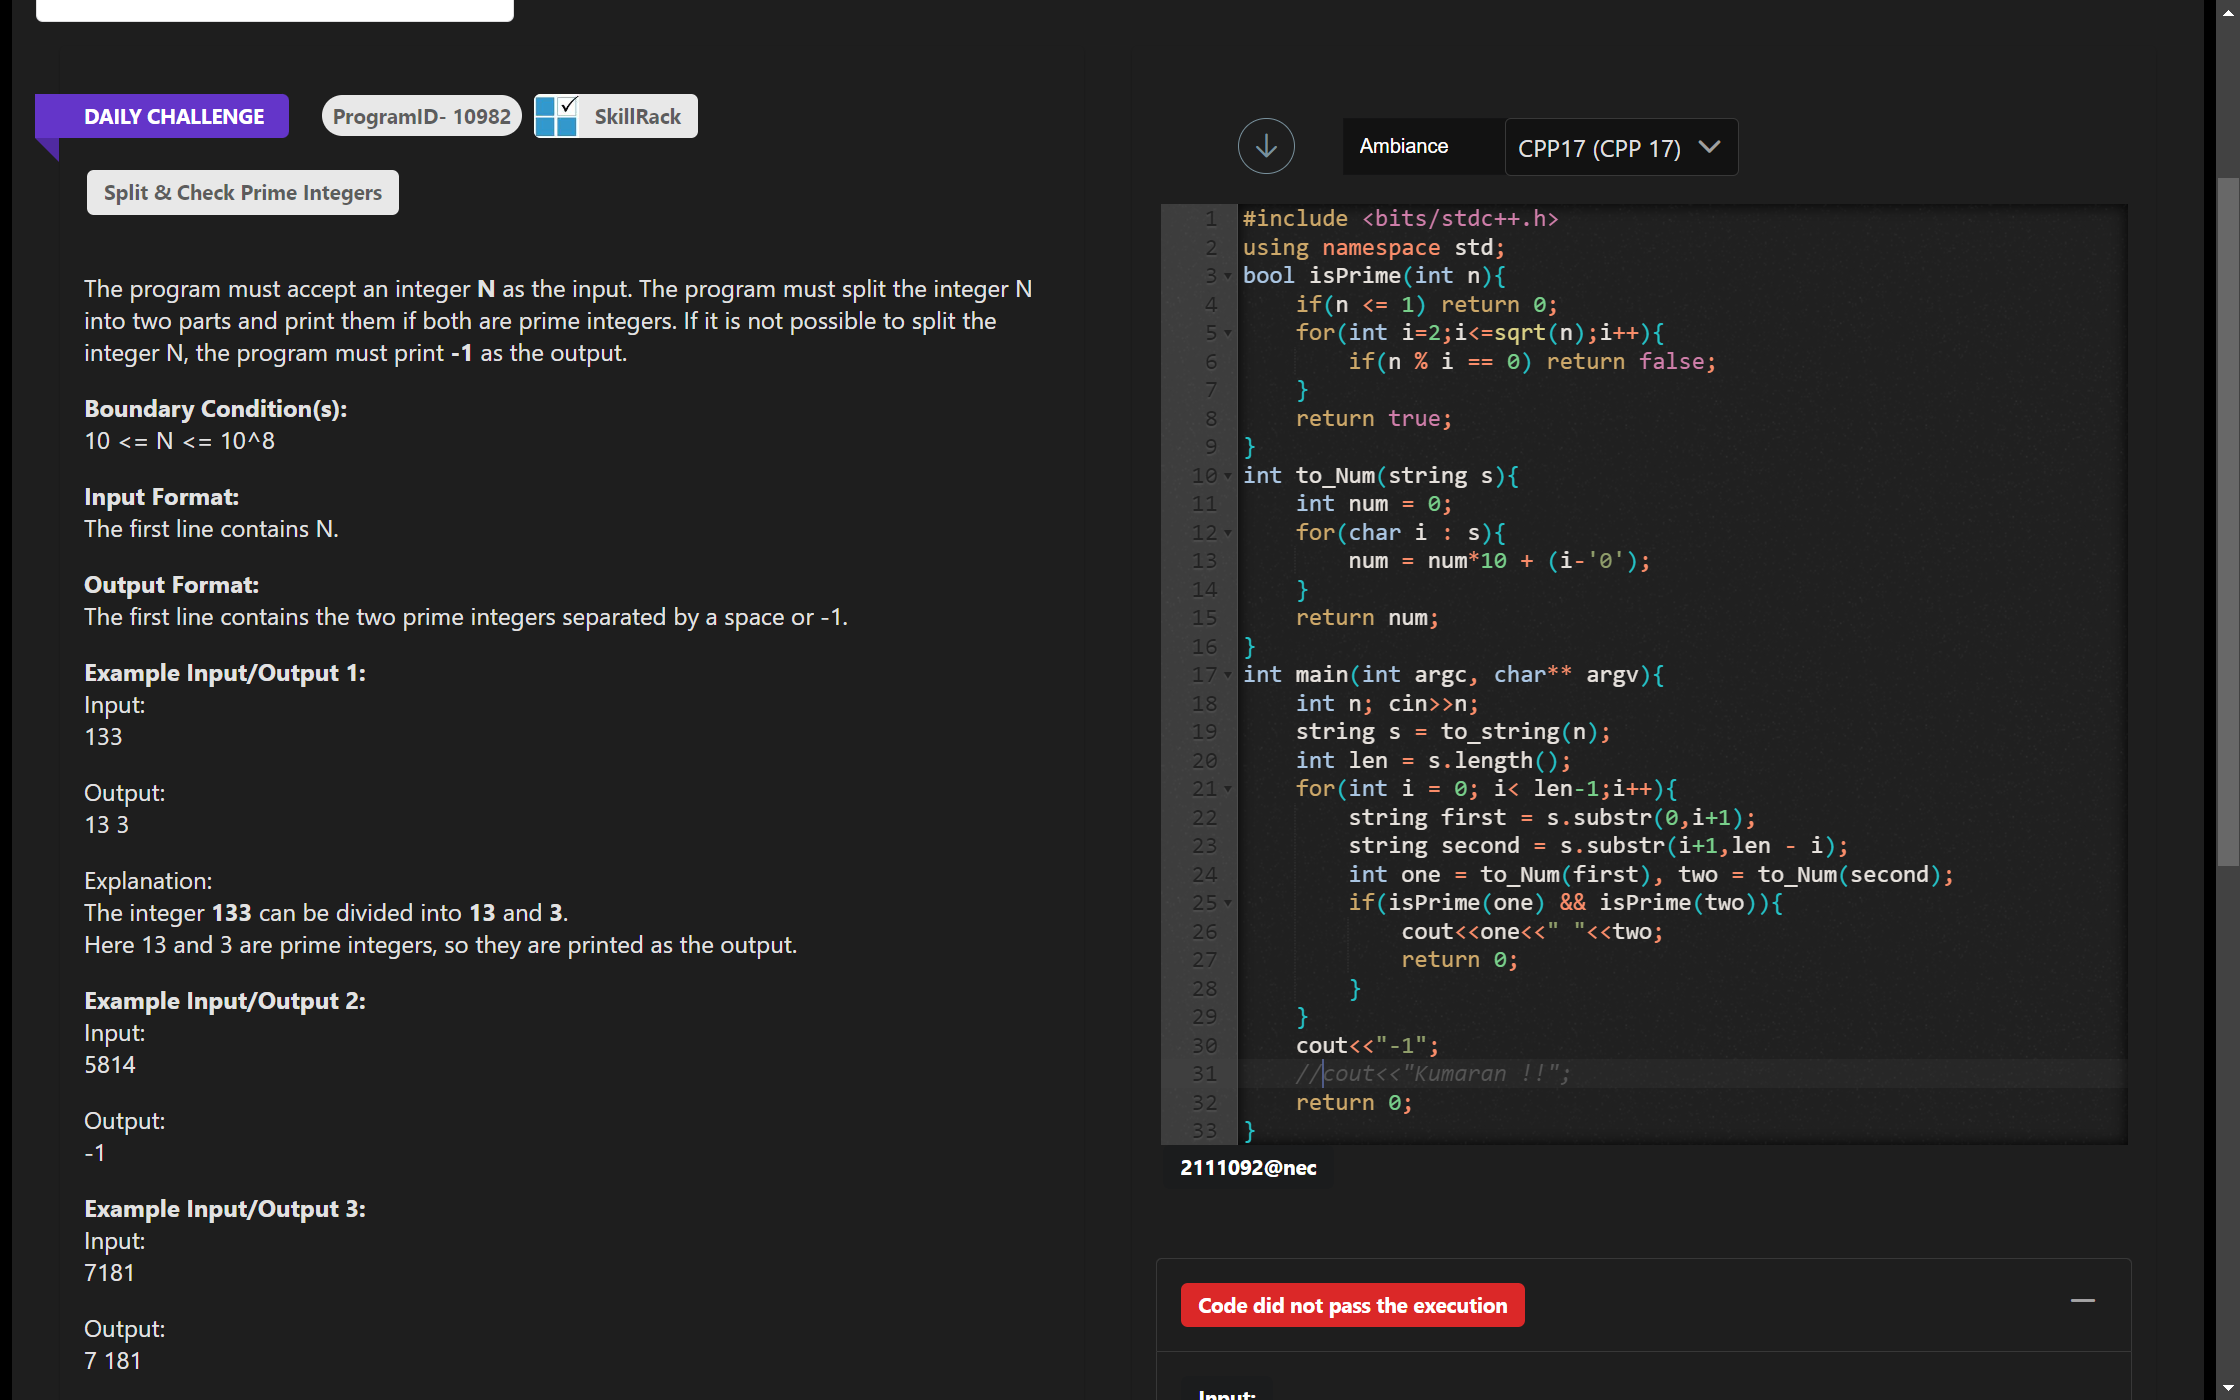 DAILY CHALLENGE
ProgramID- 10982
SkillRack
Split & Check Prime Integers
The program must accept an integer N as the input. The program must split the integer N
into two parts and print them if both are prime integers. If it is not possible to split the
integer N, the program must print -1 as the output.
Boundary Condition(s):
10 <= N <= 10^8
Input Format:
The first line contains N.
Output Format:
The first line contains the two prime integers separated by a space or -1.
Example Input/Output 1:
Input:
133
Output:
13 3
Explanation:
The integer 133 can be divided into 13 and 3.
Here 13 and 3 are prime integers, so they are printed as the output.
Example Input/Output 2:
Input:
5814
Output:
-1
Example Input/Output 3:
Input:
7181
Output:
7 181
Ambiance
CPP17 (CPP 17)
1 #include <bits/stdc++.h>
2 using namespace std;
3 bool isPrime(int n){
4     if(n <= 1) return 0;
5     for(int i=2;i<=sqrt(n);i++){
6         if(n % i == 0) return false;
7     }
8     return true;
9 }
10 int to_Num(string s){
11     int num = 0;
12     for(char i : s){
13         num = num*10 + (i-'0');
14     }
15     return num;
16 }
17 int main(int argc, char** argv){
18     int n; cin>>n;
19     string s = to_string(n);
20     int len = s.length();
21     for(int i = 0; i< len-1;i++){
22         string first = s.substr(0,i+1);
23         string second = s.substr(i+1,len - i);
24         int one = to_Num(first), two = to_Num(second);
25         if(isPrime(one) && isPrime(two)){
26             cout<<one<<" "<<two;
27             return 0;
28         }
29     }
30     cout<<"-1";
31     //cout<<"Kumaran !!";
32     return 0;
33 }
2111092@nec
Code did not pass the execution
Input: